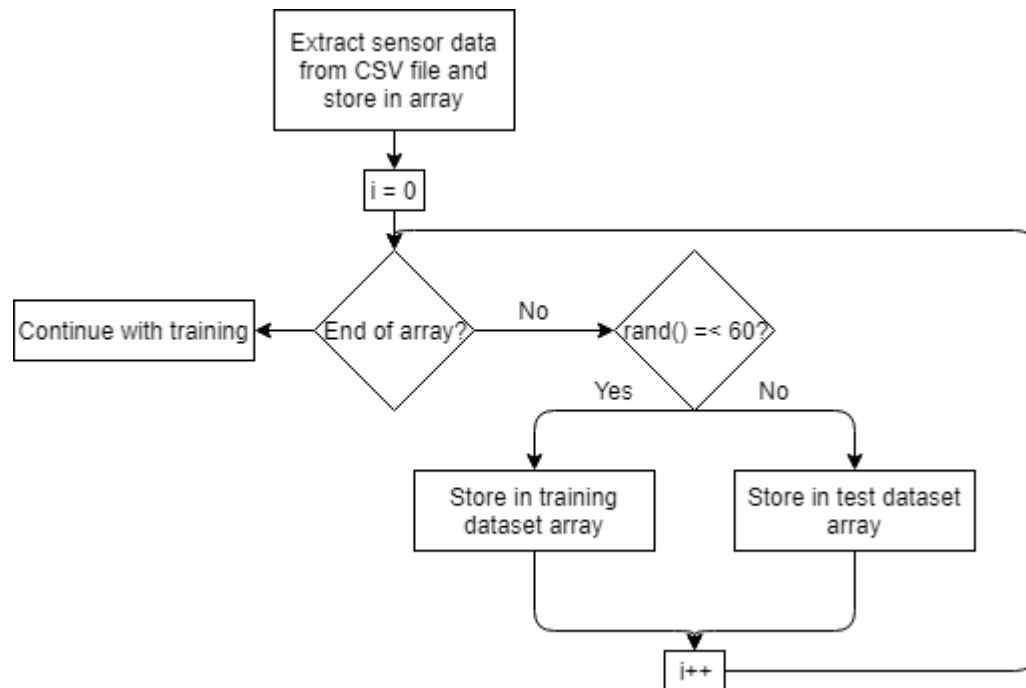 Extract sensor data
from CSV file and
store in array
i = 0
End of array?
No
rand() =< 60?
Continue with training
Yes
No
Store in training
dataset array
Store in test dataset
array
i++